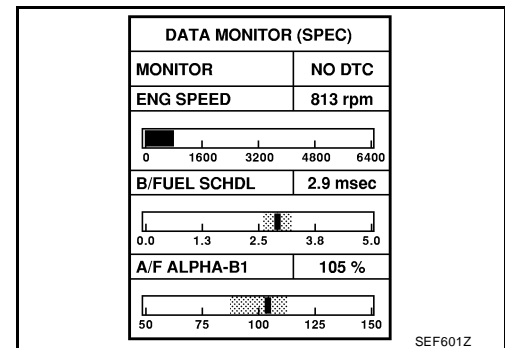 DATA MONITOR (SPEC)
MONITOR NO DTC
ENG SPEED 813 rpm
0 1600 3200 4800 6400
B/FUEL SCHDL 2.9 msec
0.0 1.3 2.5 3.8 5.0
A/F ALPHA-B1 105 %
50 75 100 125 150
SEF601Z